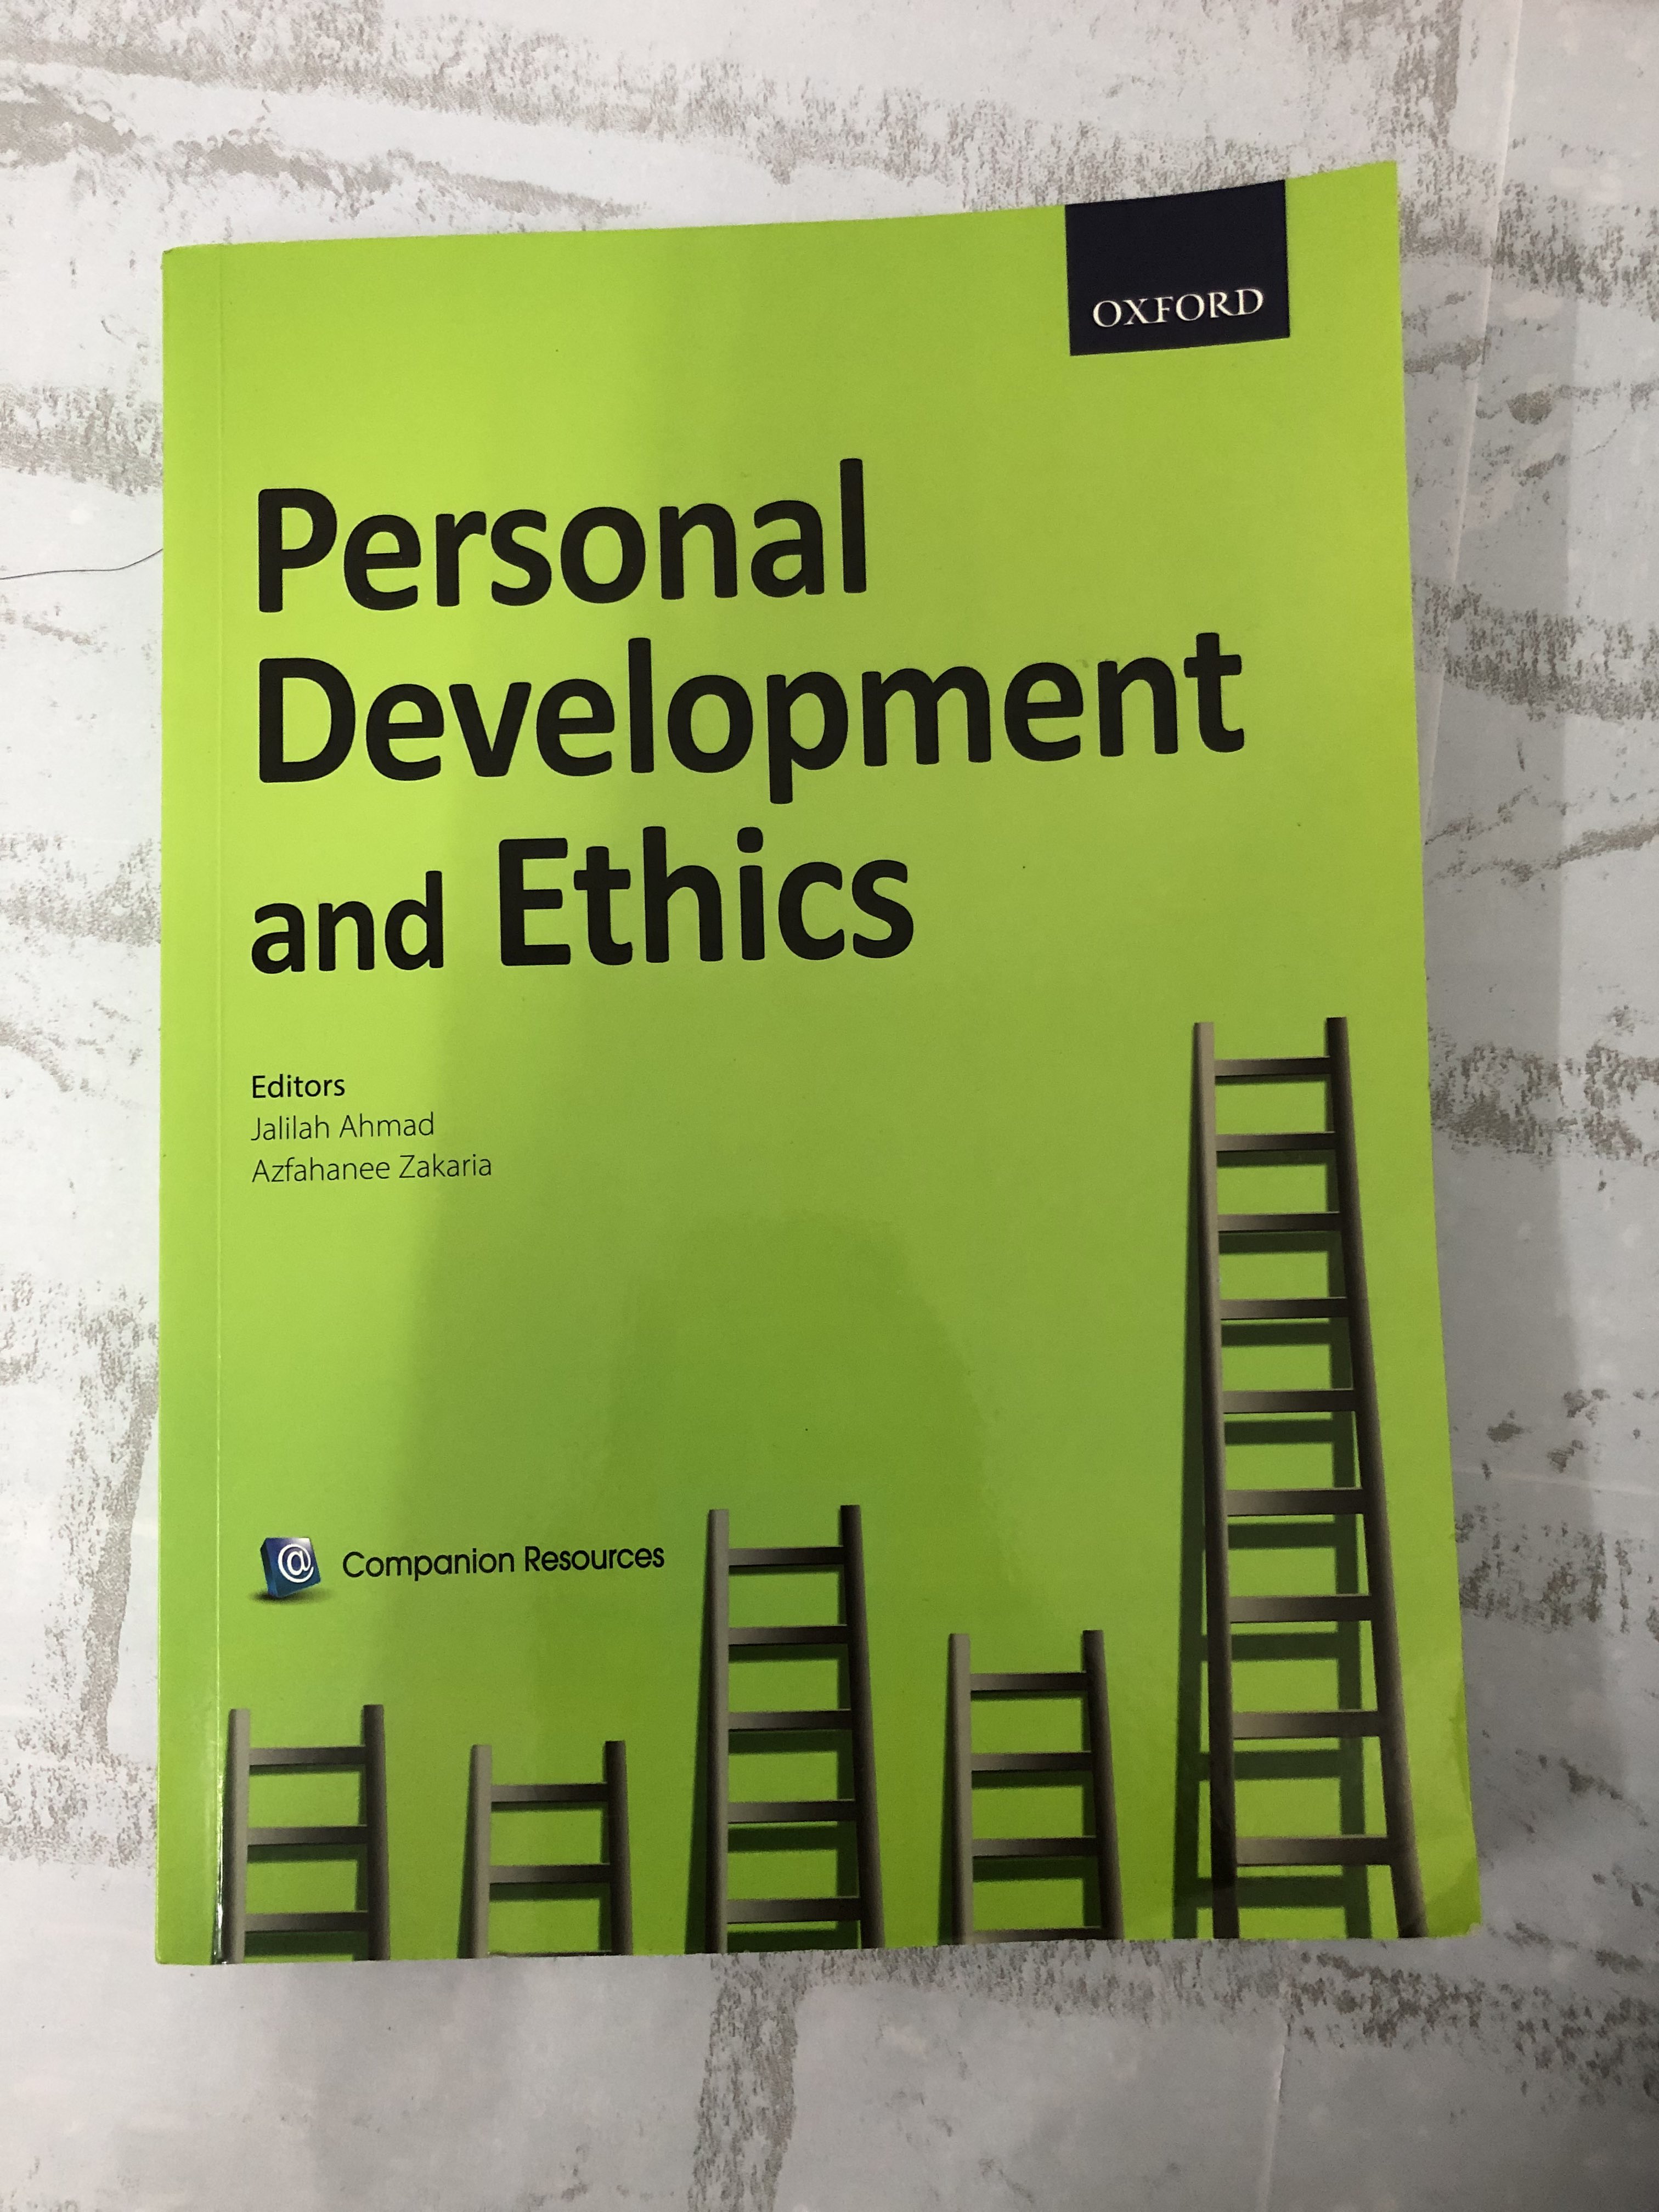 OXFORD
Personal
Development
and Ethics
Editors
Jalilah Ahmad
Azfahanee Zakaria
@ Companion Resources